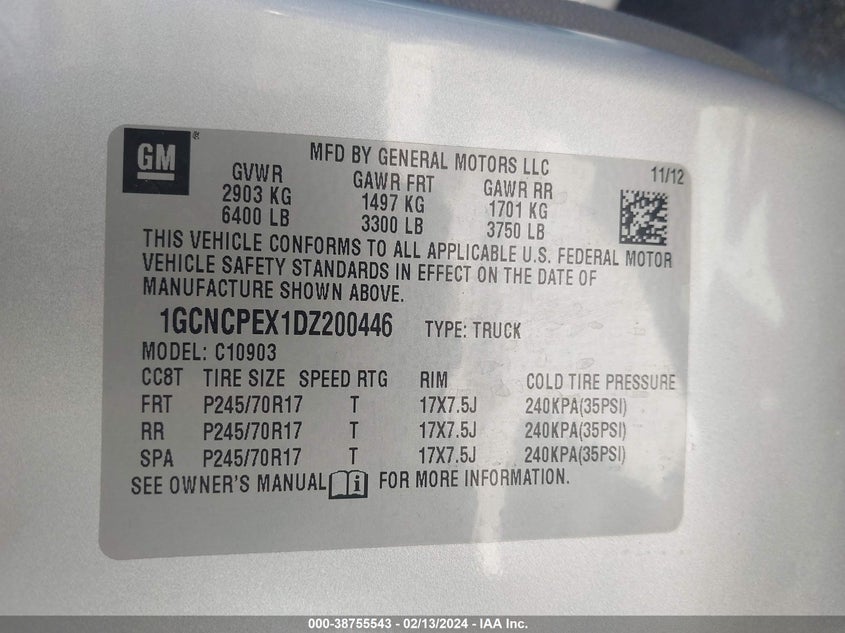 GM ®
MFD BY GENERAL MOTORS LLC
11/12
GVWR GAWR FRT GAWR RR
2903 KG 1497 KG 1701 KG
6400 LB 3300 LB 3750 LB
THIS VEHICLE CONFORMS TO ALL APPLICABLE U.S. FEDERAL MOTOR
VEHICLE SAFETY STANDARDS IN EFFECT ON THE DATE OF
MANUFACTURE SHOWN ABOVE.
1GCNCPEX1DZ200446 TYPE: TRUCK
MODEL: C10903
CC8T TIRE SIZE SPEED RTG RIM COLD TIRE PRESSURE
FRT P245/70R17 T 17X7.5J 240KPA(35PSI)
RR P245/70R17 T 17X7.5J 240KPA(35PSI)
SPA P245/70R17 T 17X7.5J 240KPA(35PSI)
SEE OWNER'S MANUAL i FOR MORE INFORMATION.
000-38755543 - 02/13/2024 - IAA Inc.